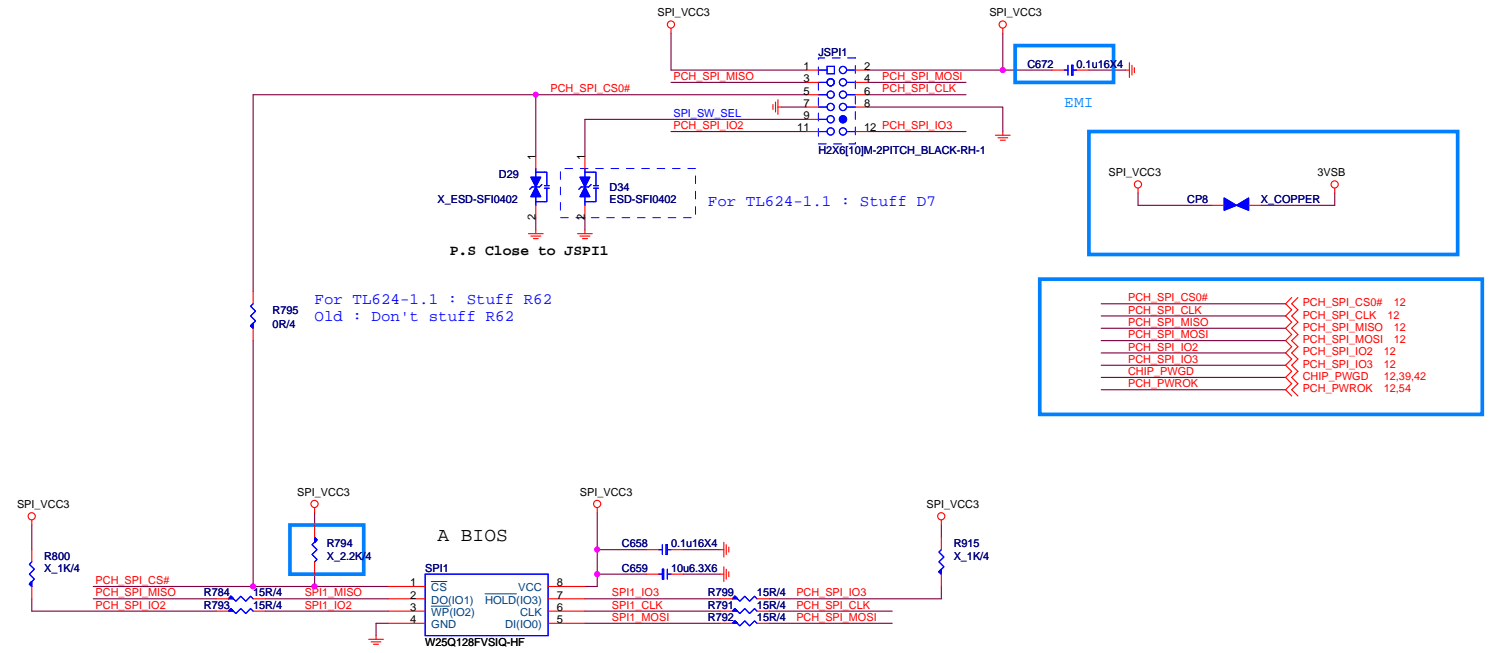 SPI_VCC3
SPI_VCC3
JSPI1
C672 0.1u16X4
EMI
1 2
PCH_SPI_MISO 3 4 PCH_SPI_MOSI
PCH_SPI_CS0# 5 6 PCH_SPI_CLK
7 8
SPI_SW_SEL 9
PCH_SPI_IO2 11 12 PCH_SPI_IO3
H2X6[10]M-2PITCH_BLACK-RH-1
1
1
D29
X_ESD-SFI0402
2
D34
ESD-SFI0402
2
For TL624-1.1 : Stuff D7
P.S Close to JSPI1
SPI_VCC3
3VSB
CP8 X_COPPER
R795
0R/4
For TL624-1.1 : Stuff R62
Old : Don't stuff R62
PCH_SPI_CS0# PCH_SPI_CS0# 12
PCH_SPI_CLK PCH_SPI_CLK 12
PCH_SPI_MISO PCH_SPI_MISO 12
PCH_SPI_MOSI PCH_SPI_MOSI 12
PCH_SPI_IO2 PCH_SPI_IO2 12
PCH_SPI_IO3 PCH_SPI_IO3 12
CHIP_PWGD CHIP_PWGD 12,39,42
PCH_PWROK PCH_PWROK 12,54
SPI_VCC3
R800
X_1K/4
SPI_VCC3
R794
X_2.2K/4
A BIOS
SPI_VCC3
C658 0.1u16X4
C659 10u6.3X6
SPI_VCC3
R915
X_1K/4
SPI1
PCH_SPI_CS# 1 CS VCC 8
PCH_SPI_MISO R784 15R/4 SPI1_MISO 2 DO(IO1) HOLD(IO3) 7 SPI1_IO3 R799 15R/4 PCH_SPI_IO3
PCH_SPI_IO2 R793 15R/4 SPI1_IO2 3 WP(IO2) CLK 6 SPI1_CLK R791 15R/4 PCH_SPI_CLK
4 GND DI(IO0) 5 SPI1_MOSI R792 15R/4 PCH_SPI_MOSI
W25Q128FVSIQ-HF